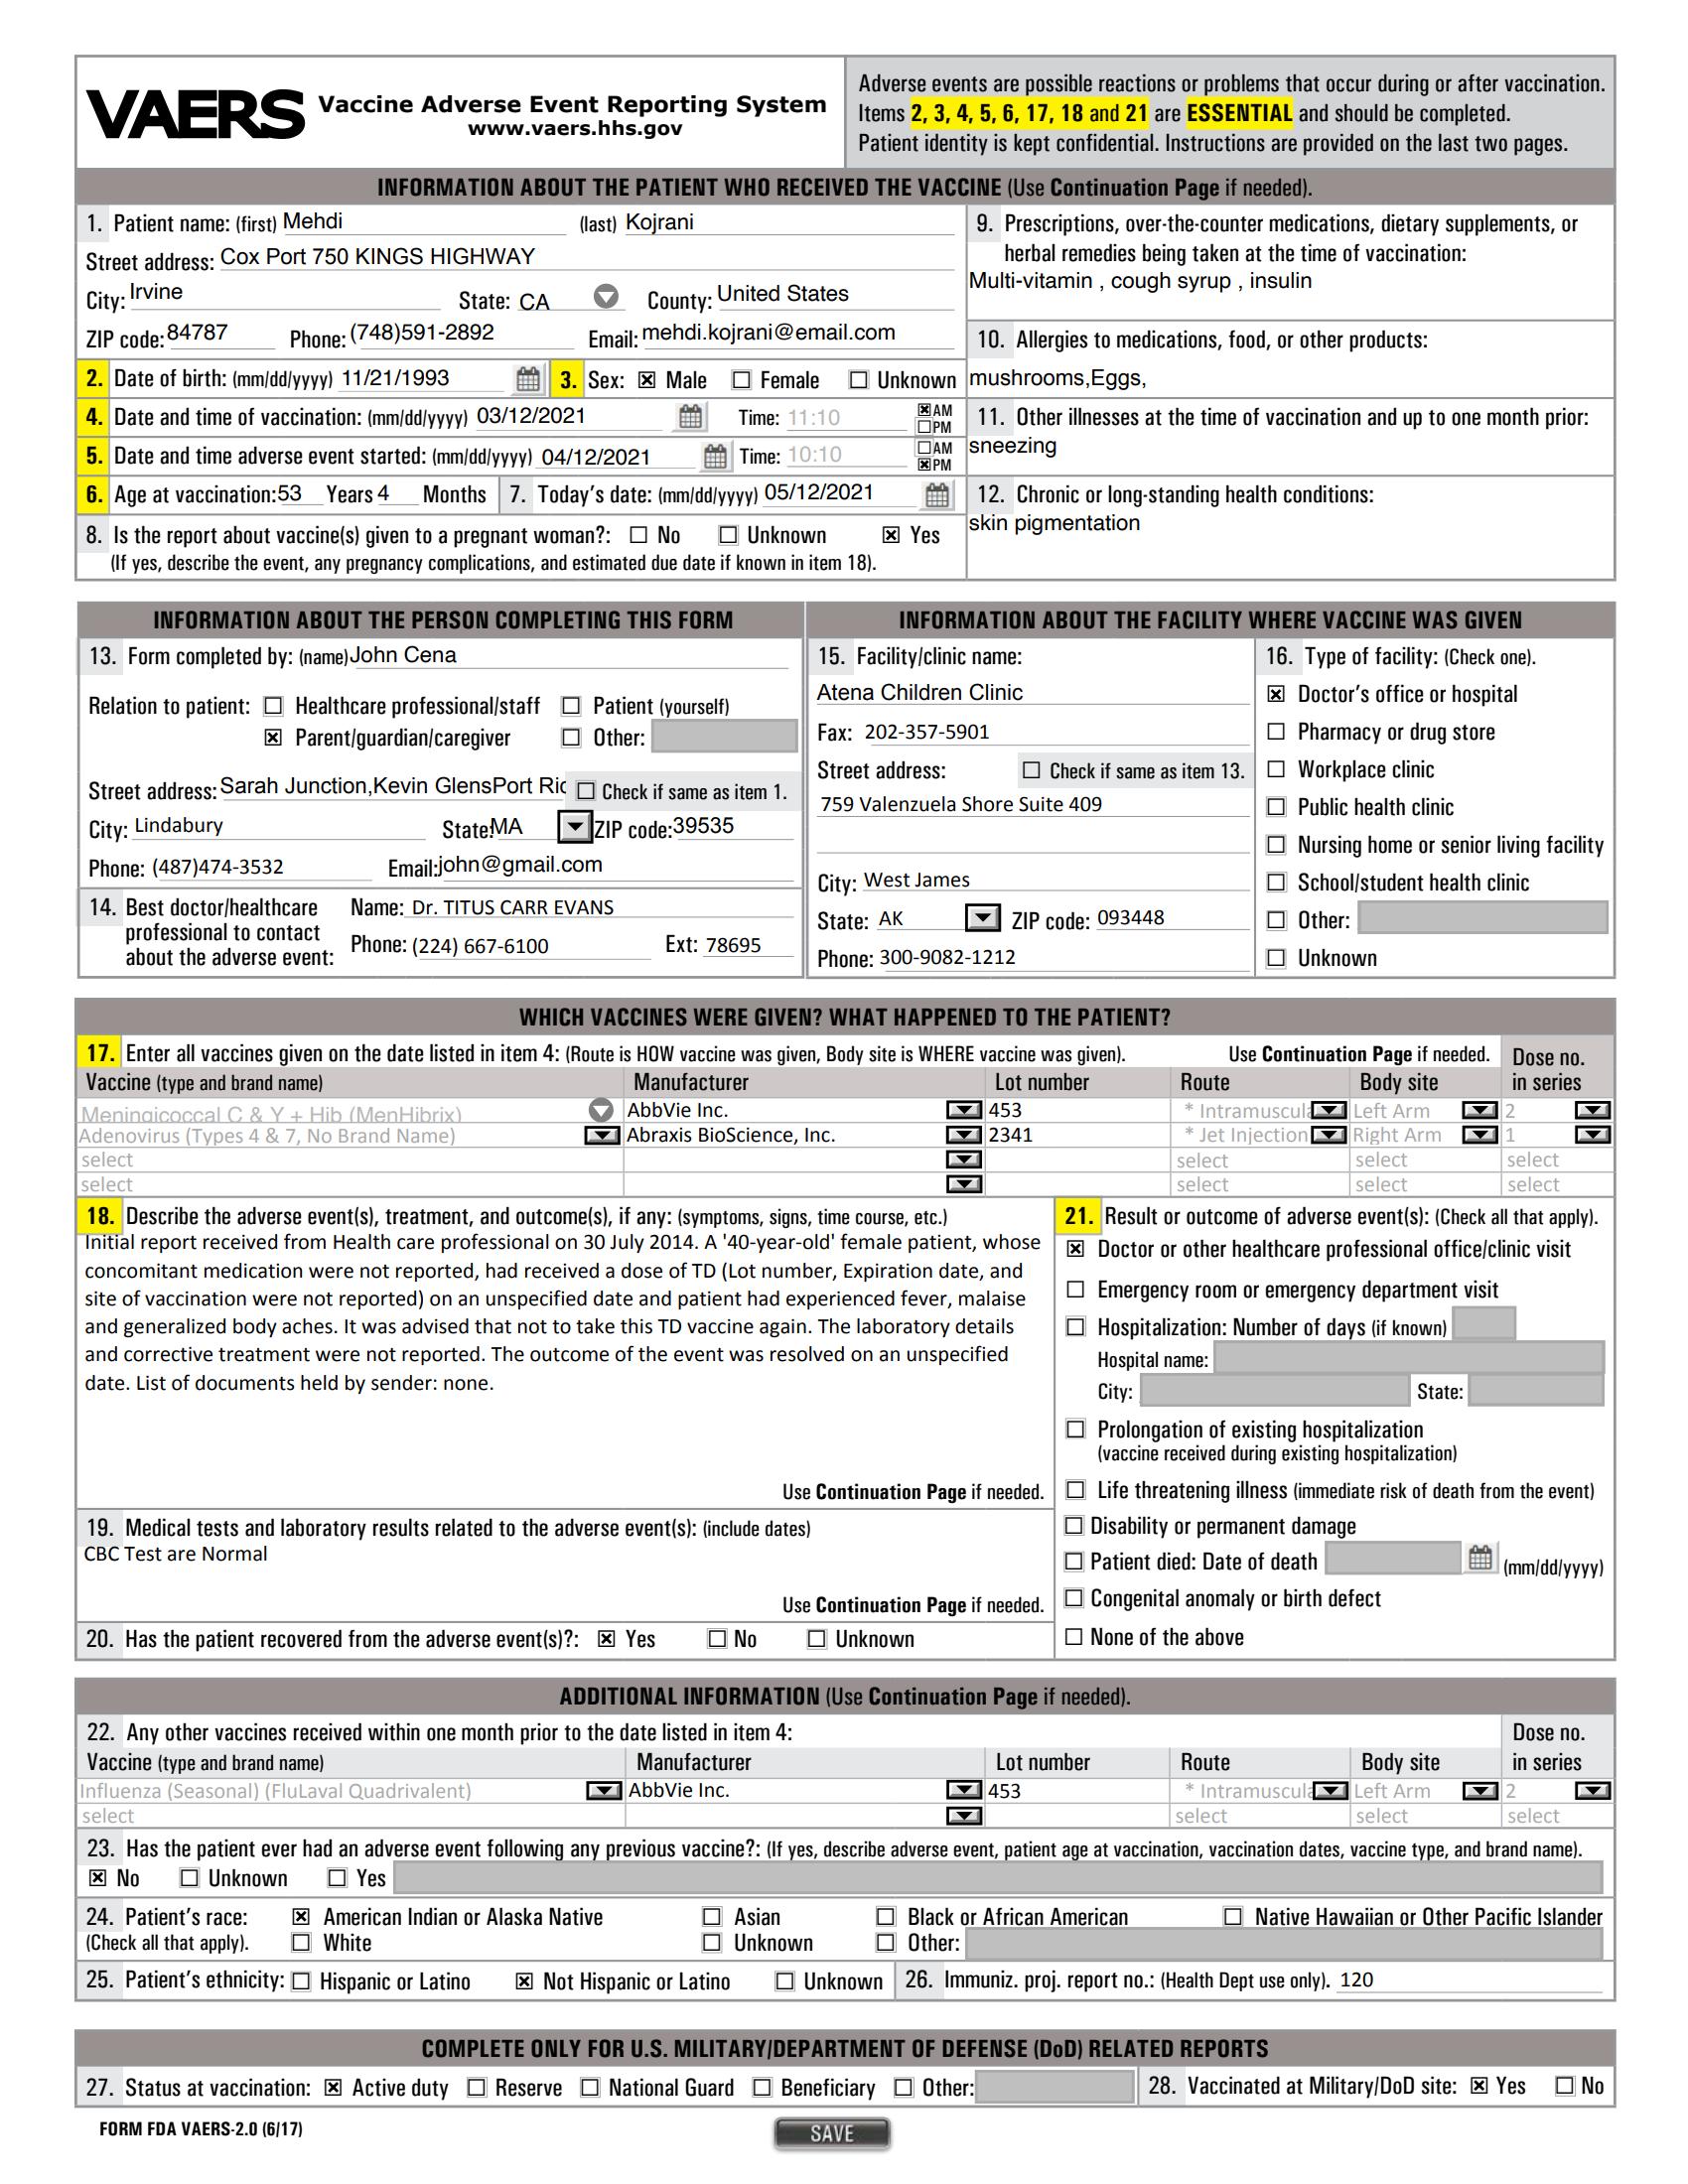 VAERS Vaccine Adverse Event Reporting System
www.vaers.hhs.gov
Adverse events are possible reactions or problems that occur during or after vaccination.
Items 2, 3, 4, 5, 6, 17, 18 and 21 are ESSENTIAL and should be completed.
Patient identity is kept confidential. Instructions are provided on the last two pages.
INFORMATION ABOUT THE PATIENT WHO RECEIVED THE VACCINE (Use Continuation Page if needed).
1. Patient name: (first) Mehdi (last) Kojrani
Street address: Cox Port 750 KINGS HIGHWAY
City: Irvine State: CA County: United States
ZIP code: 84787 Phone: (748)591-2892 Email: mehdi.kojrani@email.com
2. Date of birth: (mm/dd/yyyy) 11/21/1993 3. Sex: ☒ Male ☐ Female ☐ Unknown
4. Date and time of vaccination: (mm/dd/yyyy) 03/12/2021 Time: 11:10 ☒ AM ☐ PM
5. Date and time adverse event started: (mm/dd/yyyy) 04/12/2021 Time: 10:10 ☐ AM ☒ PM
6. Age at vaccination: 53 Years 4 Months 7. Today's date: (mm/dd/yyyy) 05/12/2021
8. Is the report about vaccine(s) given to a pregnant woman?: ☐ No ☐ Unknown ☒ Yes
(If yes, describe the event, any pregnancy complications, and estimated due date if known in item 18).
9. Prescriptions, over-the-counter medications, dietary supplements, or
herbal remedies being taken at the time of vaccination:
Multi-vitamin , cough syrup , insulin
10. Allergies to medications, food, or other products:
mushrooms,Eggs,
11. Other illnesses at the time of vaccination and up to one month prior:
sneezing
12. Chronic or long-standing health conditions:
skin pigmentation
INFORMATION ABOUT THE PERSON COMPLETING THIS FORM
13. Form completed by: (name) John Cena
Relation to patient: ☐ Healthcare professional/staff ☐ Patient (yourself)
☒ Parent/guardian/caregiver ☐ Other:
Street address: Sarah Junction,Kevin GlensPort Ric ☐ Check if same as item 1.
City: Lindabury State: MA ZIP code: 39535
Phone: (487)474-3532 Email: john@gmail.com
14. Best doctor/healthcare professional to contact about the adverse event:
Name: Dr. TITUS CARR EVANS
Phone: (224) 667-6100 Ext: 78695
INFORMATION ABOUT THE FACILITY WHERE VACCINE WAS GIVEN
15. Facility/clinic name:
Atena Children Clinic
Fax: 202-357-5901
Street address: ☐ Check if same as item 13.
759 Valenzuela Shore Suite 409
City: West James
State: AK ZIP code: 093448
Phone: 300-9082-1212
16. Type of facility: (Check one).
☒ Doctor's office or hospital
☐ Pharmacy or drug store
☐ Workplace clinic
☐ Public health clinic
☐ Nursing home or senior living facility
☐ School/student health clinic
☐ Other:
☐ Unknown
WHICH VACCINES WERE GIVEN? WHAT HAPPENED TO THE PATIENT?
17. Enter all vaccines given on the date listed in item 4: (Route is HOW vaccine was given, Body site is WHERE vaccine was given). Use Continuation Page if needed.
Vaccine (type and brand name) Manufacturer Lot number Route Body site Dose no. in series
Meningicoccal C & Y + Hib (MenHibrix) AbbVie Inc. 453 * Intramuscula Left Arm 2
Adenovirus (Types 4 & 7, No Brand Name) Abraxis BioScience, Inc. 2341 * Jet Injection Right Arm 1
select select select select
select select select select
18. Describe the adverse event(s), treatment, and outcome(s), if any: (symptoms, signs, time course, etc.)
Initial report received from Health care professional on 30 July 2014. A '40-year-old' female patient, whose
concomitant medication were not reported, had received a dose of TD (Lot number, Expiration date, and
site of vaccination were not reported) on an unspecified date and patient had experienced fever, malaise
and generalized body aches. It was advised that not to take this TD vaccine again. The laboratory details
and corrective treatment were not reported. The outcome of the event was resolved on an unspecified
date. List of documents held by sender: none.
Use Continuation Page if needed.
19. Medical tests and laboratory results related to the adverse event(s): (include dates)
CBC Test are Normal
Use Continuation Page if needed.
20. Has the patient recovered from the adverse event(s)?: ☒ Yes ☐ No ☐ Unknown
21. Result or outcome of adverse event(s): (Check all that apply).
☒ Doctor or other healthcare professional office/clinic visit
☐ Emergency room or emergency department visit
☐ Hospitalization: Number of days (if known)
Hospital name:
City: State:
☐ Prolongation of existing hospitalization
(vaccine received during existing hospitalization)
☐ Life threatening illness (immediate risk of death from the event)
☐ Disability or permanent damage
☐ Patient died: Date of death (mm/dd/yyyy)
☐ Congenital anomaly or birth defect
☐ None of the above
ADDITIONAL INFORMATION (Use Continuation Page if needed).
22. Any other vaccines received within one month prior to the date listed in item 4:
Vaccine (type and brand name) Manufacturer Lot number Route Body site Dose no. in series
Influenza (Seasonal) (FluLaval Quadrivalent) AbbVie Inc. 453 * Intramuscula Left Arm 2
select select select select
23. Has the patient ever had an adverse event following any previous vaccine?: (If yes, describe adverse event, patient age at vaccination, vaccination dates, vaccine type, and brand name).
☒ No ☐ Unknown ☐ Yes
24. Patient's race: ☒ American Indian or Alaska Native ☐ Asian ☐ Black or African American ☐ Native Hawaiian or Other Pacific Islander
(Check all that apply). ☐ White ☐ Unknown ☐ Other:
25. Patient's ethnicity: ☐ Hispanic or Latino ☒ Not Hispanic or Latino ☐ Unknown 26. Immuniz. proj. report no.: (Health Dept use only). 120
COMPLETE ONLY FOR U.S. MILITARY/DEPARTMENT OF DEFENSE (DoD) RELATED REPORTS
27. Status at vaccination: ☒ Active duty ☐ Reserve ☐ National Guard ☐ Beneficiary ☐ Other: 28. Vaccinated at Military/DoD site: ☒ Yes ☐ No
FORM FDA VAERS-2.0 (6/17)
SAVE